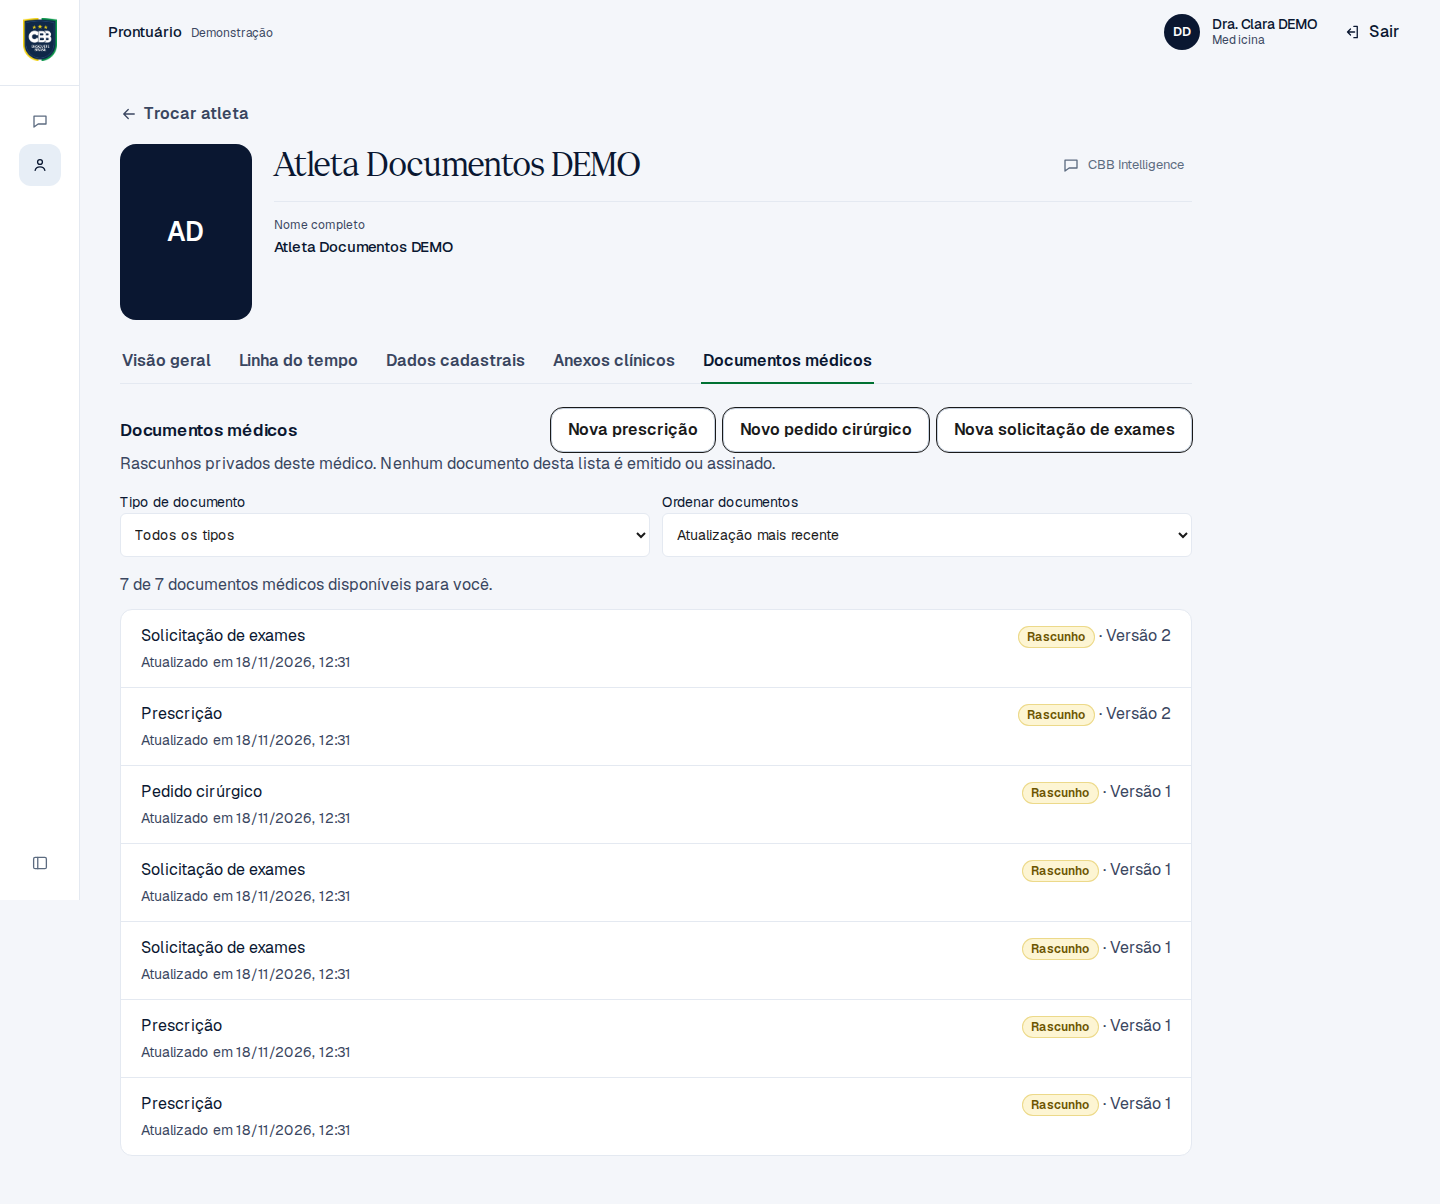 CBB
Prontuário Demonstração
DD
Dra. Clara DEMO
Medicina
Sair
Trocar atleta
AD
Atleta Documentos DEMO
CBB Intelligence
Nome completo
Atleta Documentos DEMO
Visão geral Linha do tempo Dados cadastrais Anexos clínicos Documentos médicos
Documentos médicos
Nova prescrição Novo pedido cirúrgico Nova solicitação de exames
Rascunhos privados deste médico. Nenhum documento desta lista é emitido ou assinado.
Tipo de documento
Todos os tipos
Ordenar documentos
Atualização mais recente
7 de 7 documentos médicos disponíveis para você.
Solicitação de exames Rascunho · Versão 2
Atualizado em 18/11/2026, 12:31
Prescrição Rascunho · Versão 2
Atualizado em 18/11/2026, 12:31
Pedido cirúrgico Rascunho · Versão 1
Atualizado em 18/11/2026, 12:31
Solicitação de exames Rascunho · Versão 1
Atualizado em 18/11/2026, 12:31
Solicitação de exames Rascunho · Versão 1
Atualizado em 18/11/2026, 12:31
Prescrição Rascunho · Versão 1
Atualizado em 18/11/2026, 12:31
Prescrição Rascunho · Versão 1
Atualizado em 18/11/2026, 12:31